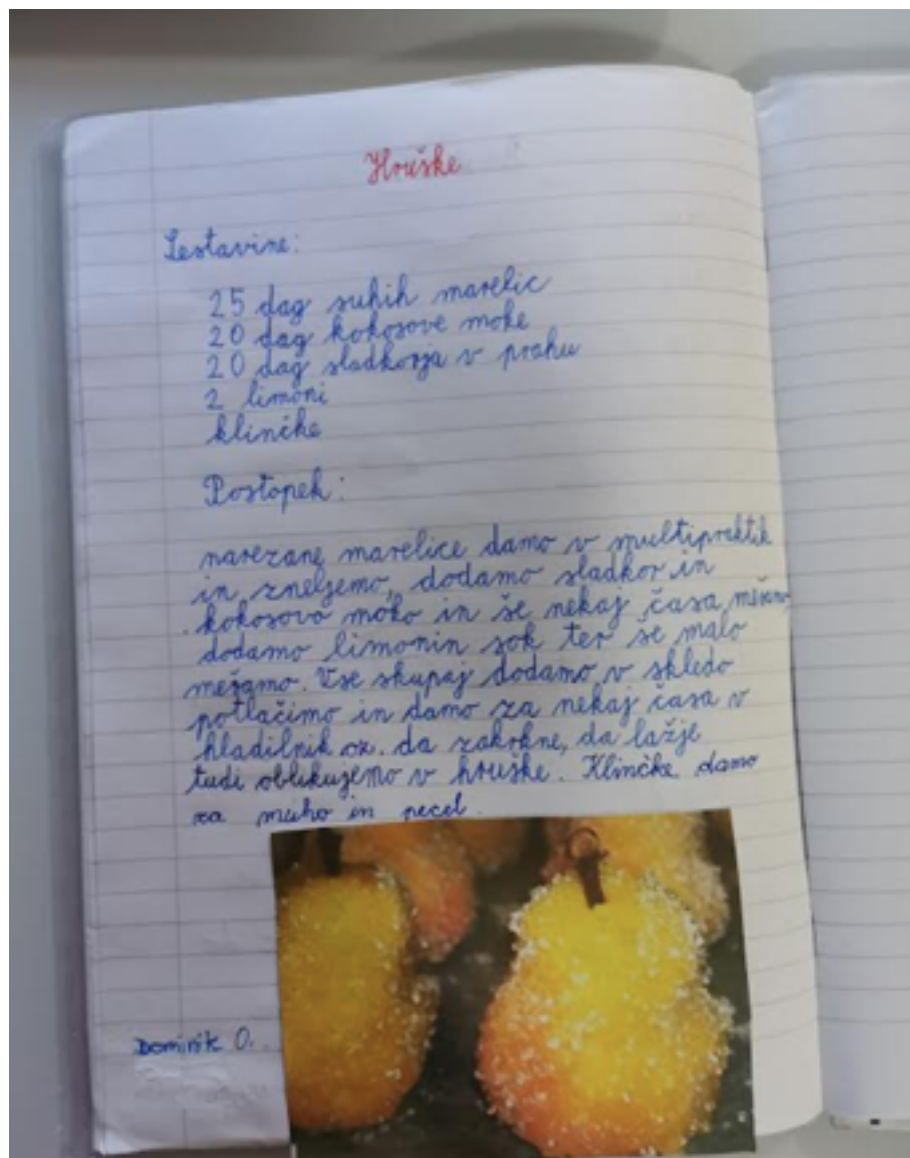 Hruške
Sestavine:
25 dag suhih marelic
20 dag kokosove moke
20 dag sladkorja v prahu
2 limoni
klinčke
Postopek:
narezane marelice damo v multipraktik
in zmeljemo, dodamo sladkor in
kokosovo moko in še nekaj časa mešamo,
dodamo limonin sok ter še malo
mešamo. Vse skupaj dodamo v skledo
potlačimo in damo za nekaj časa v
hladilnik oz. da zakrkne, da lažje
tudi oblikujemo v hruške. Klinčke damo
za muho in pecel.
Dominik O.